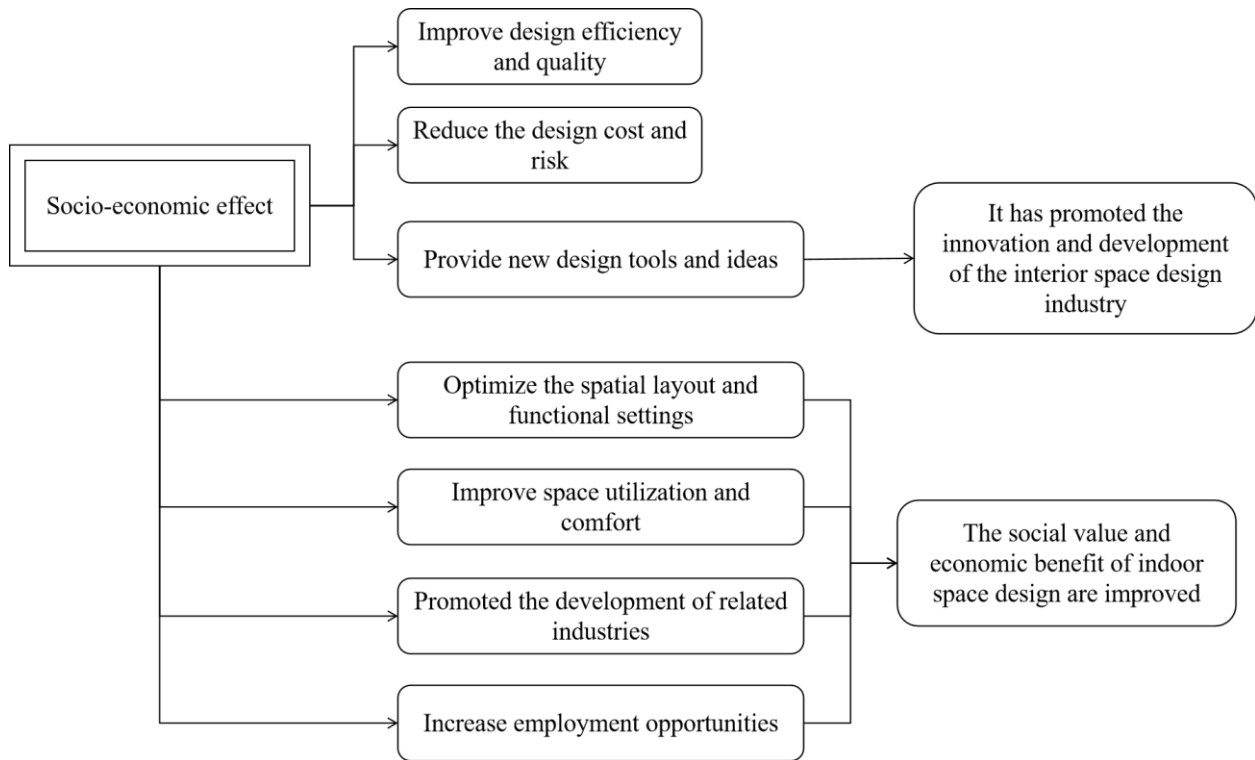 Improve design efficiency
and quality
Reduce the design cost and
risk
Socio-economic effect
Provide new design tools and ideas
It has promoted the
innovation and development
of the interior space design
industry
Optimize the spatial layout and
functional settings
Improve space utilization and
comfort
Promoted the development of related
industries
Increase employment opportunities
The social value and
economic benefit of indoor
space design are improved